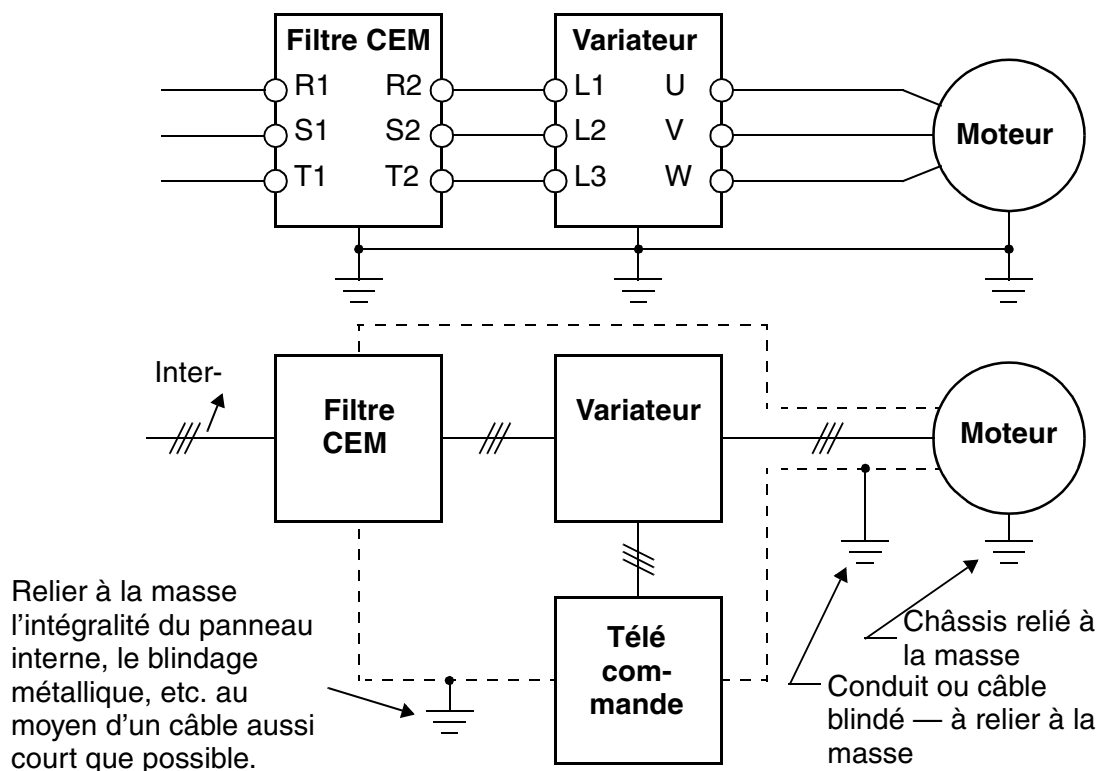 Filtre CEM
Variateur
R1 R2 L1 U
S1 S2 L2 V
T1 T2 L3 W
Moteur
Inter-
Filtre
CEM
Variateur
Moteur
Télé
com-
mande
Relier à la masse
l'intégralité du panneau
interne, le blindage
métallique, etc. au
moyen d'un câble aussi
court que possible.
Châssis relié à
la masse
Conduit ou câble
blindé — à relier à la
masse